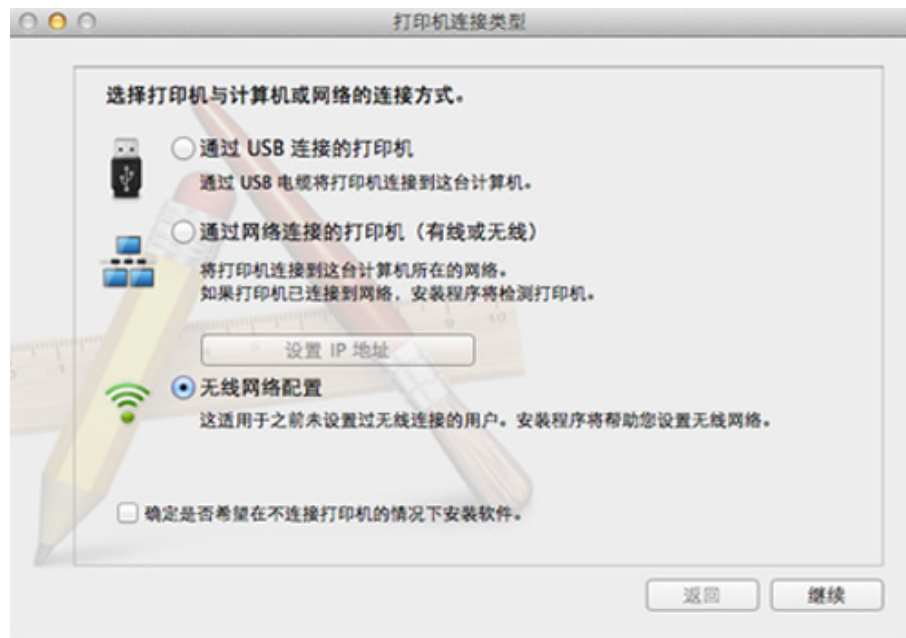 打印机连接类型
选择打印机与计算机或网络的连接方式。
通过 USB 连接的打印机
通过 USB 电缆将打印机连接到这台计算机。
通过网络连接的打印机（有线或无线）
将打印机连接到这台计算机所在的网络。
如果打印机已连接到网络，安装程序将检测打印机。
设置 IP 地址
无线网络配置
这适用于之前未设置过无线连接的用户。安装程序将帮助您设置无线网络。
确定是否希望在不连接打印机的情况下安装软件。
返回
继续